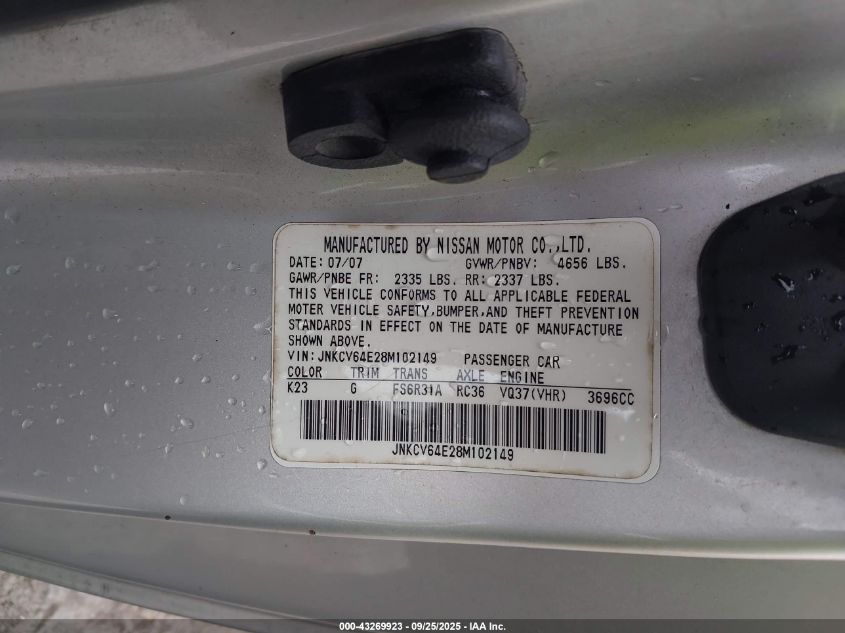 MANUFACTURED BY NISSAN MOTOR CO.,LTD.
DATE: 07/07 GVWR/PNBV: 4656 LBS.
GAWR/PNBE FR: 2335 LBS. RR: 2337 LBS.
THIS VEHICLE CONFORMS TO ALL APPLICABLE FEDERAL
MOTER VEHICLE SAFETY,BUMPER,AND THEFT PREVENTION
STANDARDS IN EFFECT ON THE DATE OF MANUFACTURE
SHOWN ABOVE.
VIN: JNKCV64E28M102149 PASSENGER CAR
COLOR TRIM TRANS AXLE ENGINE
K23 G FS6R31A RC36 VQ37(VHR) 3696CC
JNKCV64E28M102149
000-43269923 - 09/25/2025 - IAA Inc.